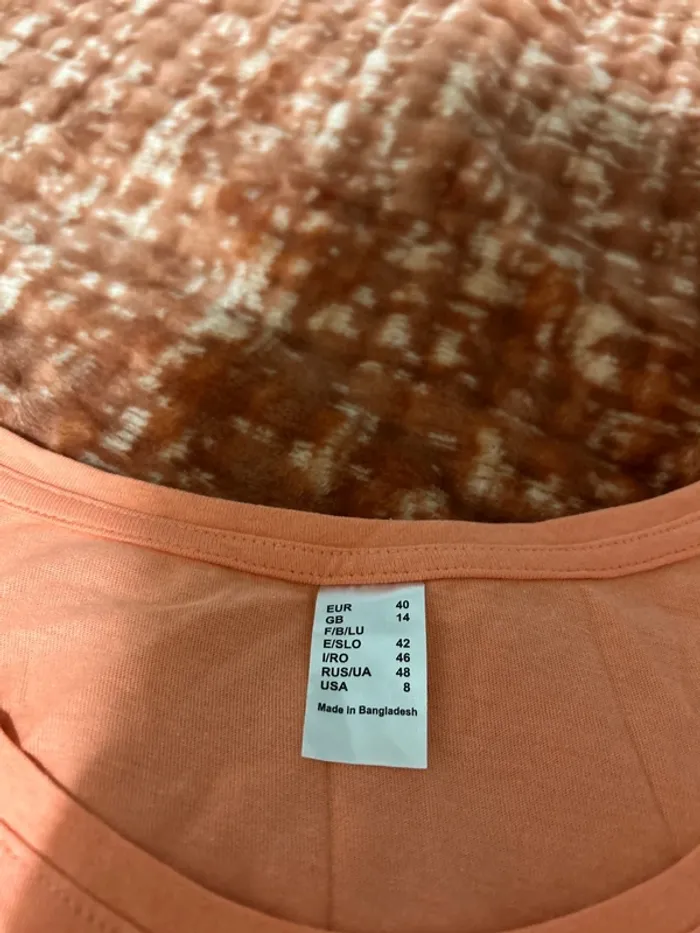 EUR 40
GB 14
F/B/LU
E/SLO 42
I/RO 46
RUS/UA 48
USA 8
Made in Bangladesh